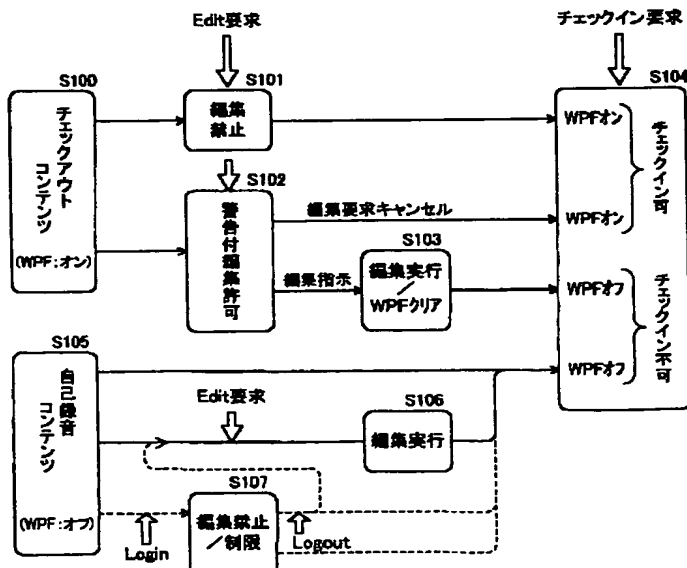 Edit要求
チェックイン要求
S100
チェックアウト
コンテンツ
(WPF:オン)
S101
編集
禁止
S102
警告付編集許可
編集要求キャンセル
編集指示
S103
編集実行
/
WPFクリア
S104
WPFオン
WPFオン
チェックイン可
WPFオフ
WPFオフ
チェックイン不可
S105
自己録音
コンテンツ
(WPF:オフ)
Edit要求
S106
編集実行
S107
編集禁止
/制限
Login
Logout